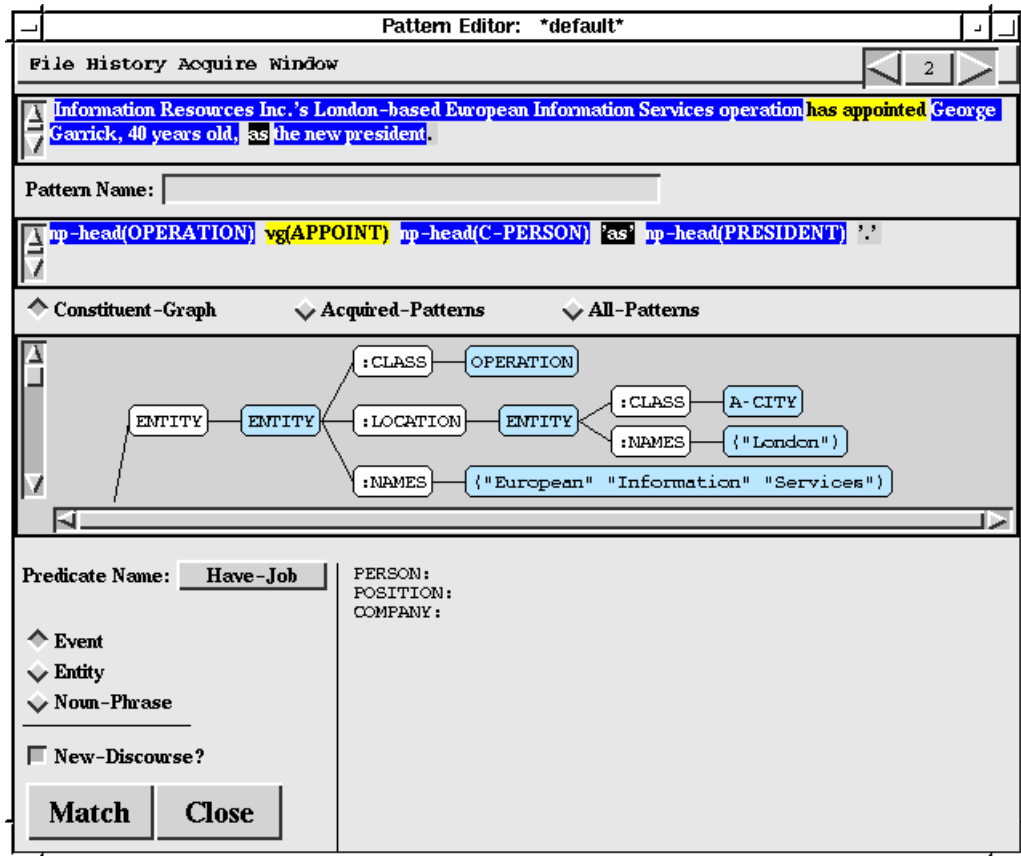 Pattern Editor: *default*
File History Acquire Window
2
Information Resources Inc.'s London-based European Information Services operation has appointed George
Garrick, 40 years old, as the new president.
Pattern Name:
np-head(OPERATION) vg(APPOINT) np-head(C-PERSON) 'as' np-head(PRESIDENT) '.'
Constituent-Graph Acquired-Patterns All-Patterns
:CLASS OPERATION
:CLASS A-CITY
ENTITY ENTITY :LOCATION ENTITY
:NAMES ("London")
:NAMES ("European" "Information" "Services")
Predicate Name: Have-Job
PERSON:
POSITION:
COMPANY:
Event
Entity
Noun-Phrase
New-Discourse?
Match Close